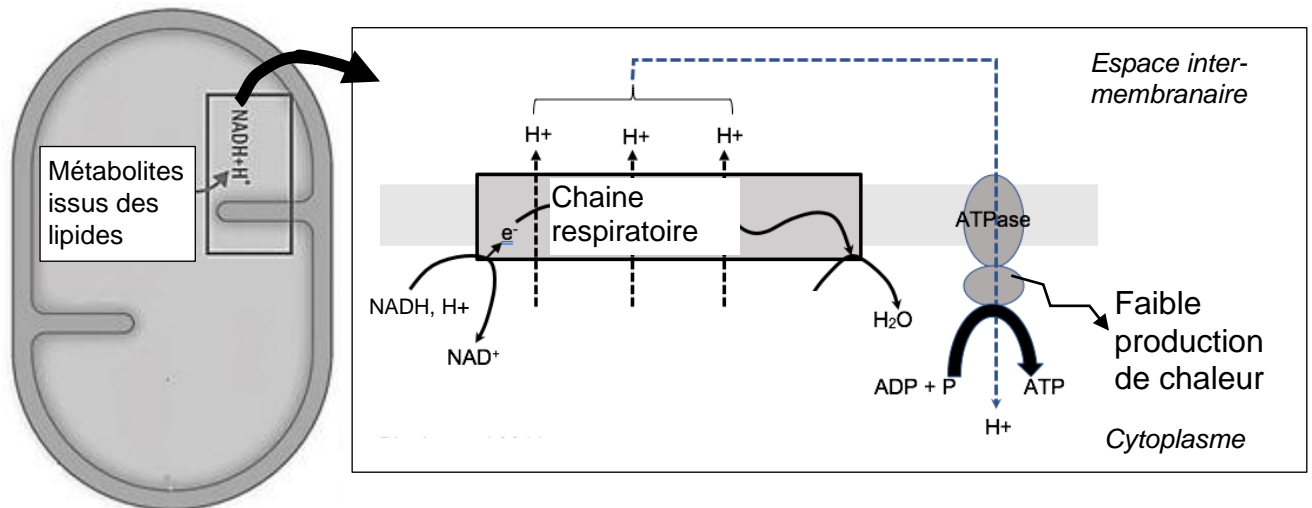 NADH+H⁺
Métabolites
issus des
lipides
Espace inter-
membranaire
H+ H+ H+
Chaine
respiratoire
e-
ATPase
NADH, H+
NAD⁺
H₂O
Faible
production
de chaleur
ADP + P
ATP
H+
Cytoplasme